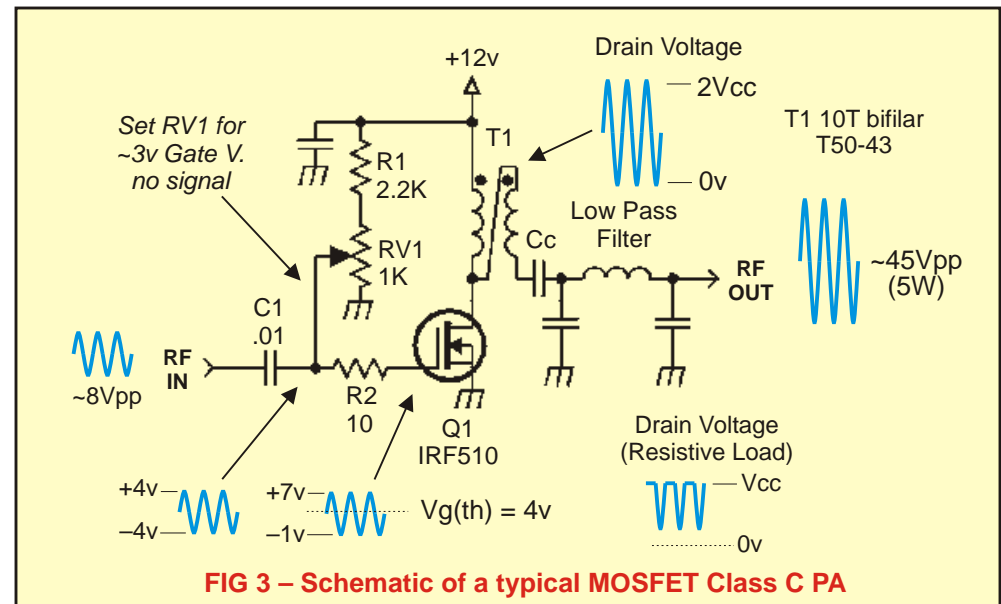 Drain Voltage
+12v
2Vcc
0v
T1 10T bifilar
T50-43
Set RV1 for
~3v Gate V.
no signal
R1
2.2K
T1
RV1
1K
Low Pass
Filter
Cc
RF
OUT
~45Vpp
(5W)
C1
.01
RF
IN
~8Vpp
R2
10
Q1
IRF510
Drain Voltage
(Resistive Load)
Vcc
0v
+4v
–4v
+7v
–1v
Vg(th) = 4v
FIG 3 – Schematic of a typical MOSFET Class C PA